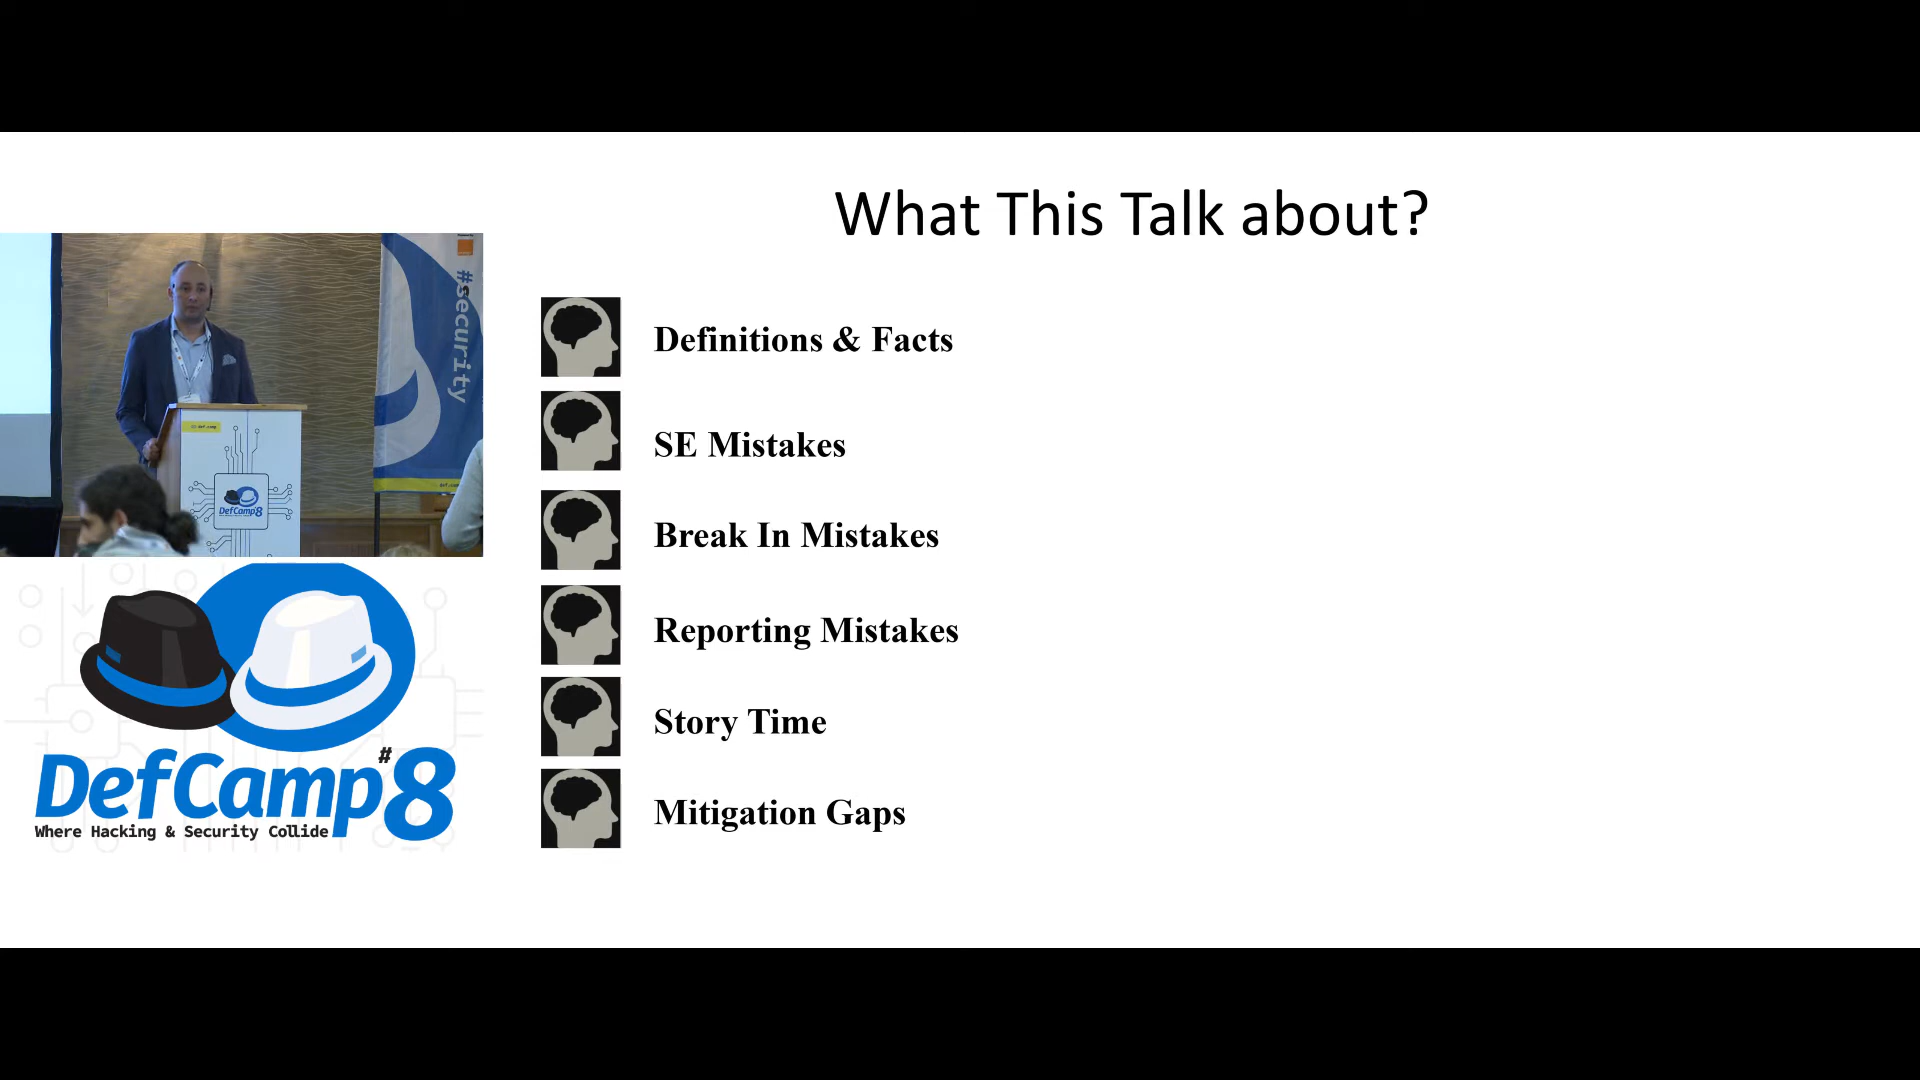 What This Talk about?
Definitions & Facts
SE Mistakes
Break In Mistakes
Reporting Mistakes
Story Time
Mitigation Gaps
#security
DefCamp8
DefCamp#8
Where Hacking & Security Collide